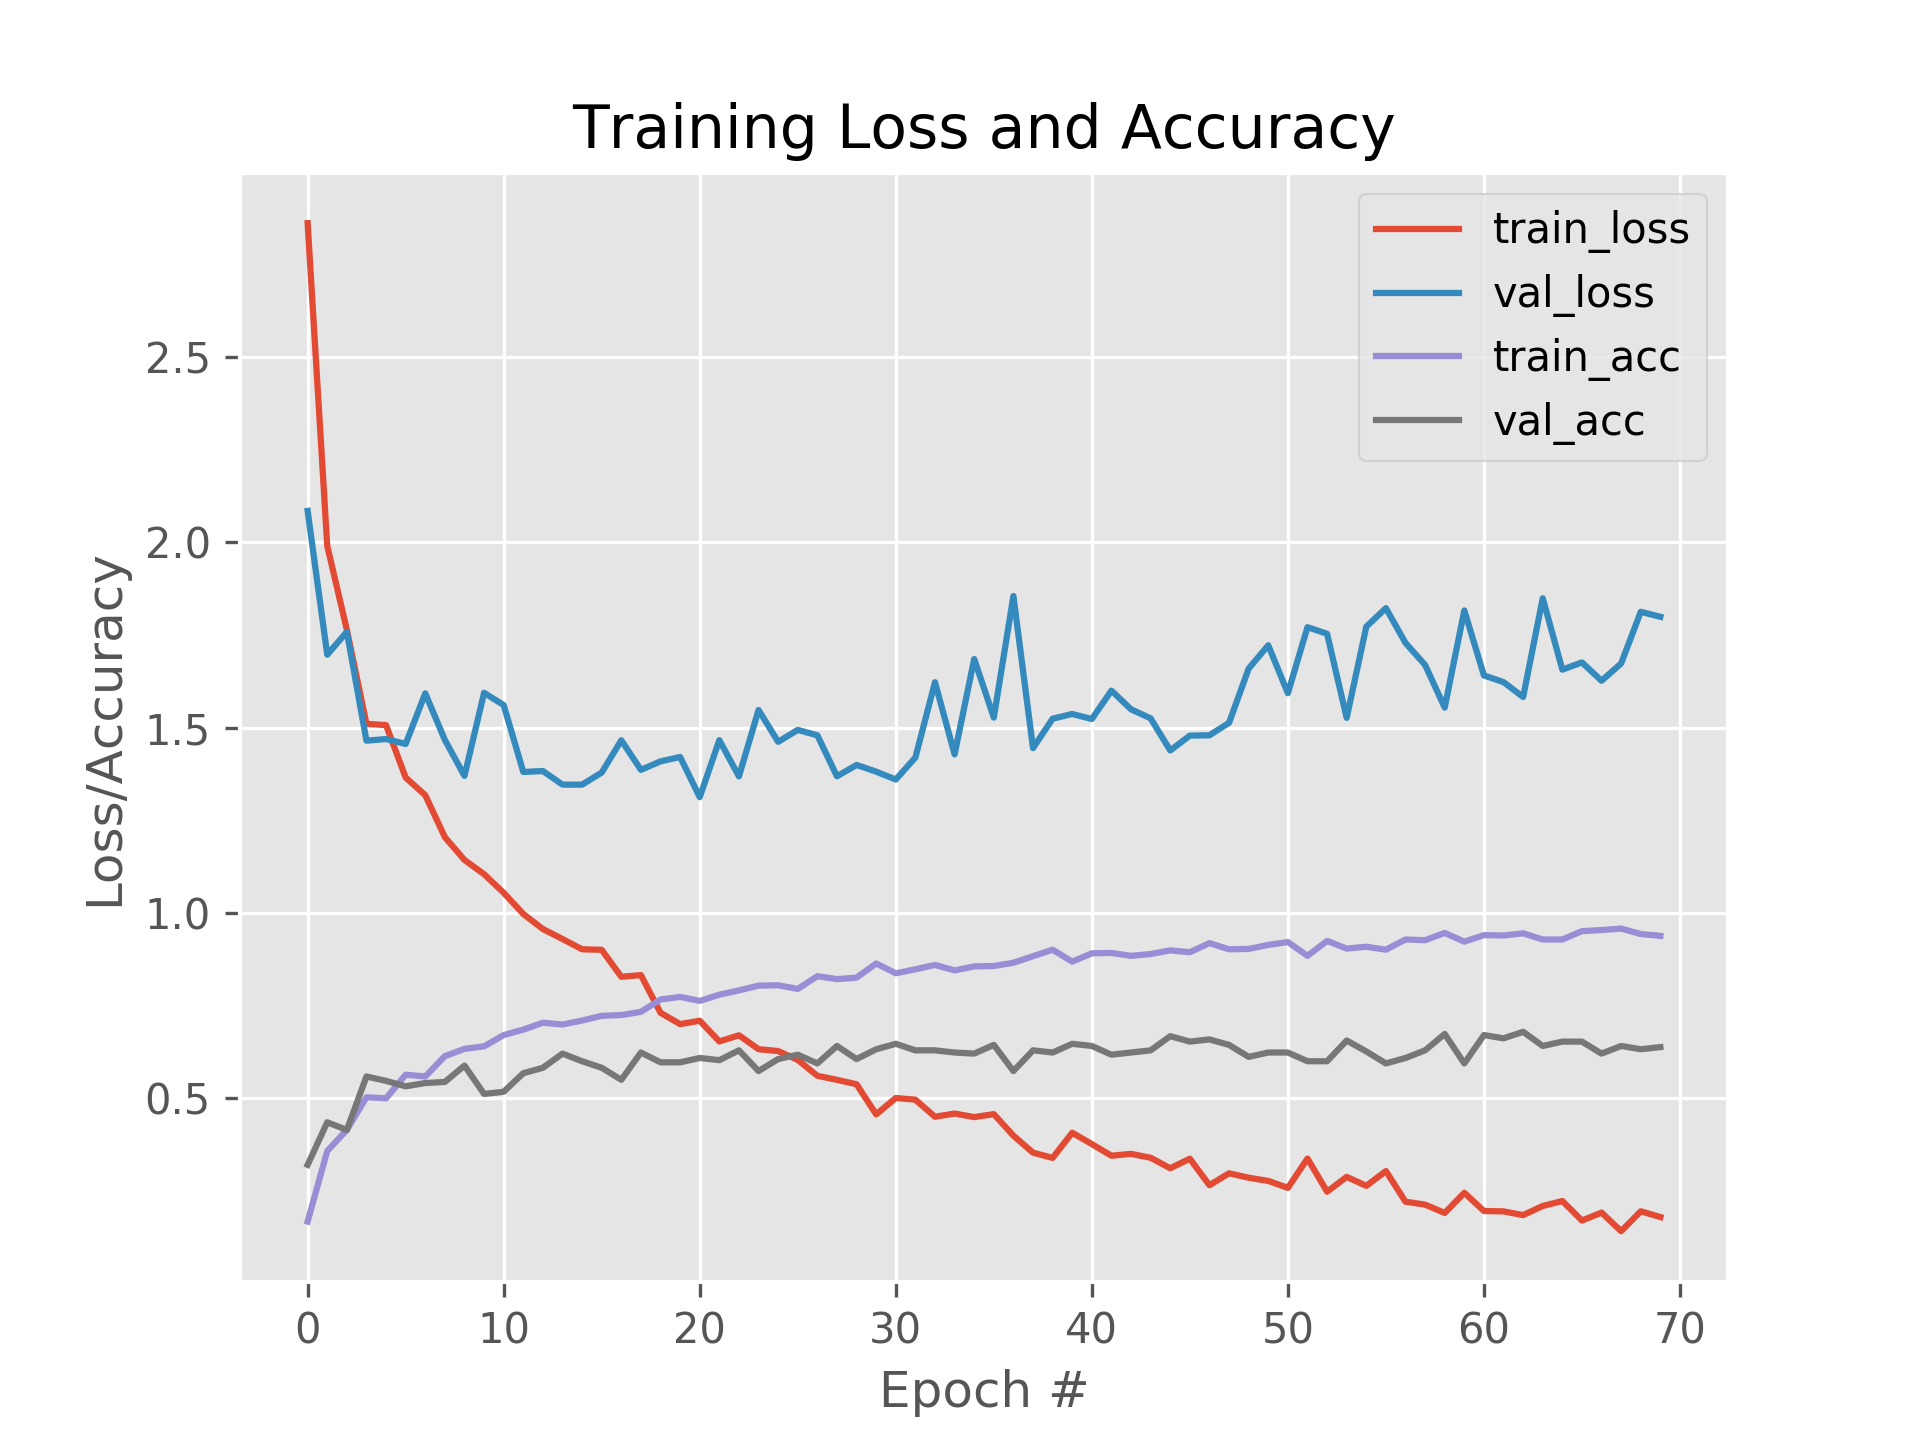 Training Loss and Accuracy
train_loss
val_loss
train_acc
val_acc
Loss/Accuracy
2.5
2.0
1.5
1.0
0.5
0 10 20 30 40 50 60 70
Epoch #